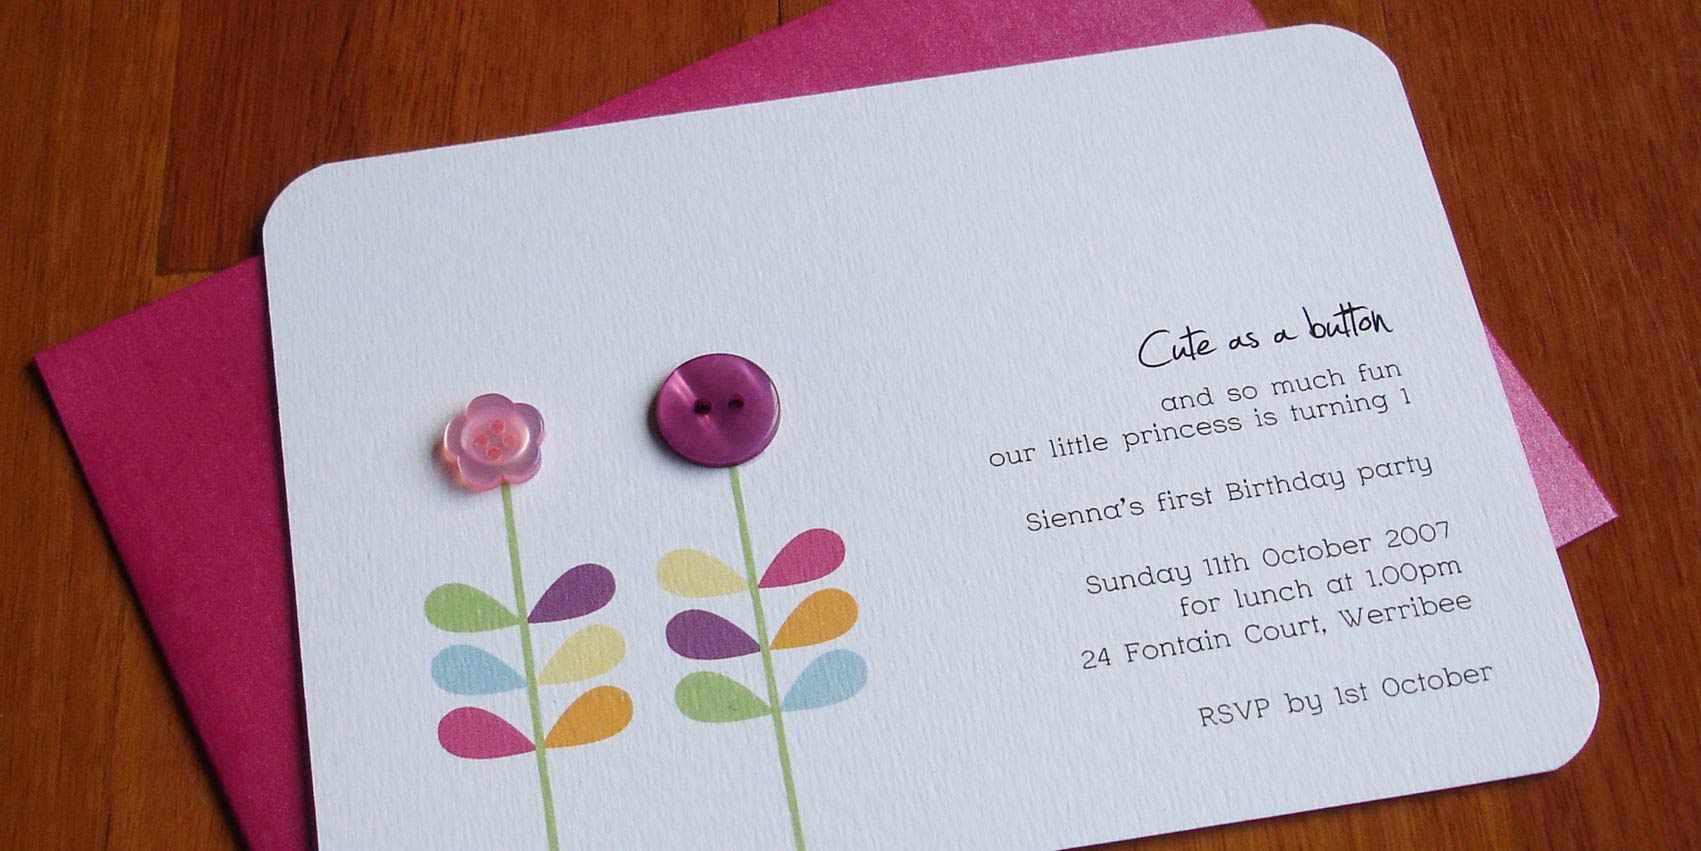 Cute as a button
and so much fun
our little princess is turning 1
Sienna's first Birthday party
Sunday 11th October 2007
for lunch at 1.00pm
24 Fontain Court, Werribee
RSVP by 1st October